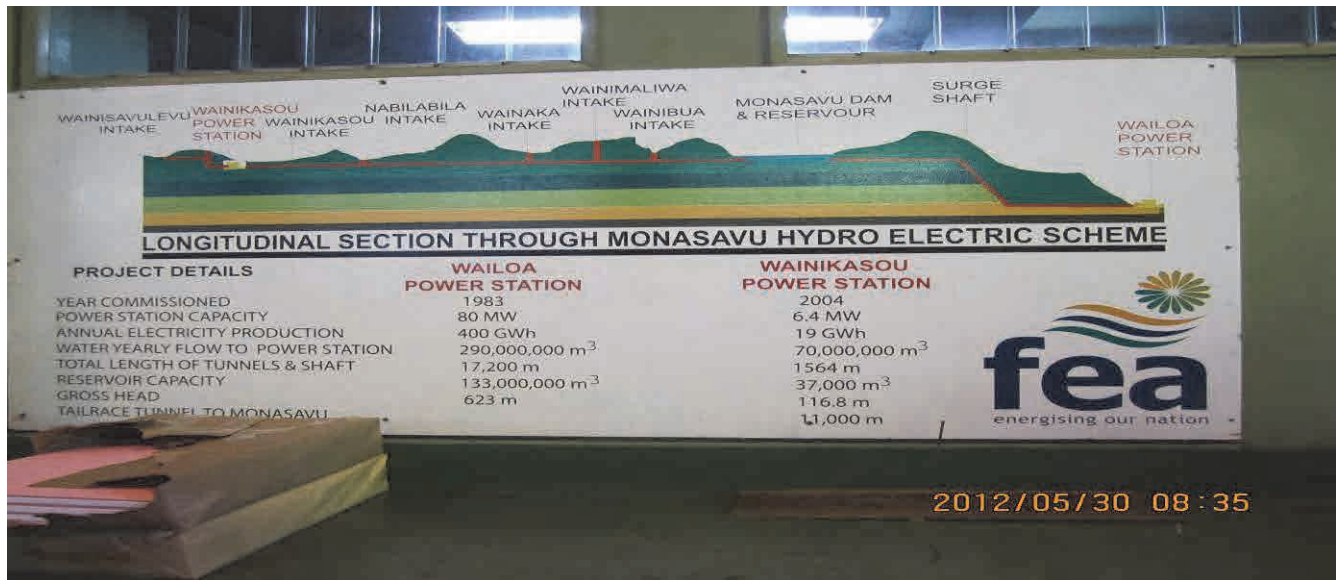 WAINISAVULEVU
INTAKE
WAINIKASOU
POWER
STATION
WAINIKASOU
INTAKE
NABILABILA
INTAKE
WAINAKA
INTAKE
WAINIMALIWA
INTAKE
WAINIBUA
INTAKE
MONASAVU DAM
& RESERVOUR
SURGE
SHAFT
WAILOA
POWER
STATION
LONGITUDINAL SECTION THROUGH MONASAVU HYDRO ELECTRIC SCHEME
PROJECT DETAILS WAILOA POWER STATION WAINIKASOU POWER STATION
YEAR COMMISSIONED 1983 2004
POWER STATION CAPACITY 80 MW 6.4 MW
ANNUAL ELECTRICITY PRODUCTION 400 GWh 19 GWh
WATER YEARLY FLOW TO POWER STATION 290,000,000 m³ 70,000,000 m³
TOTAL LENGTH OF TUNNELS & SHAFT 17,200 m 1564 m
RESERVOIR CAPACITY 133,000,000 m³ 37,000 m³
GROSS HEAD 623 m 116.8 m
TAILRACE TUNNEL TO MONASAVU 11,000 m
fea
energising our nation
2012/05/30 08:35